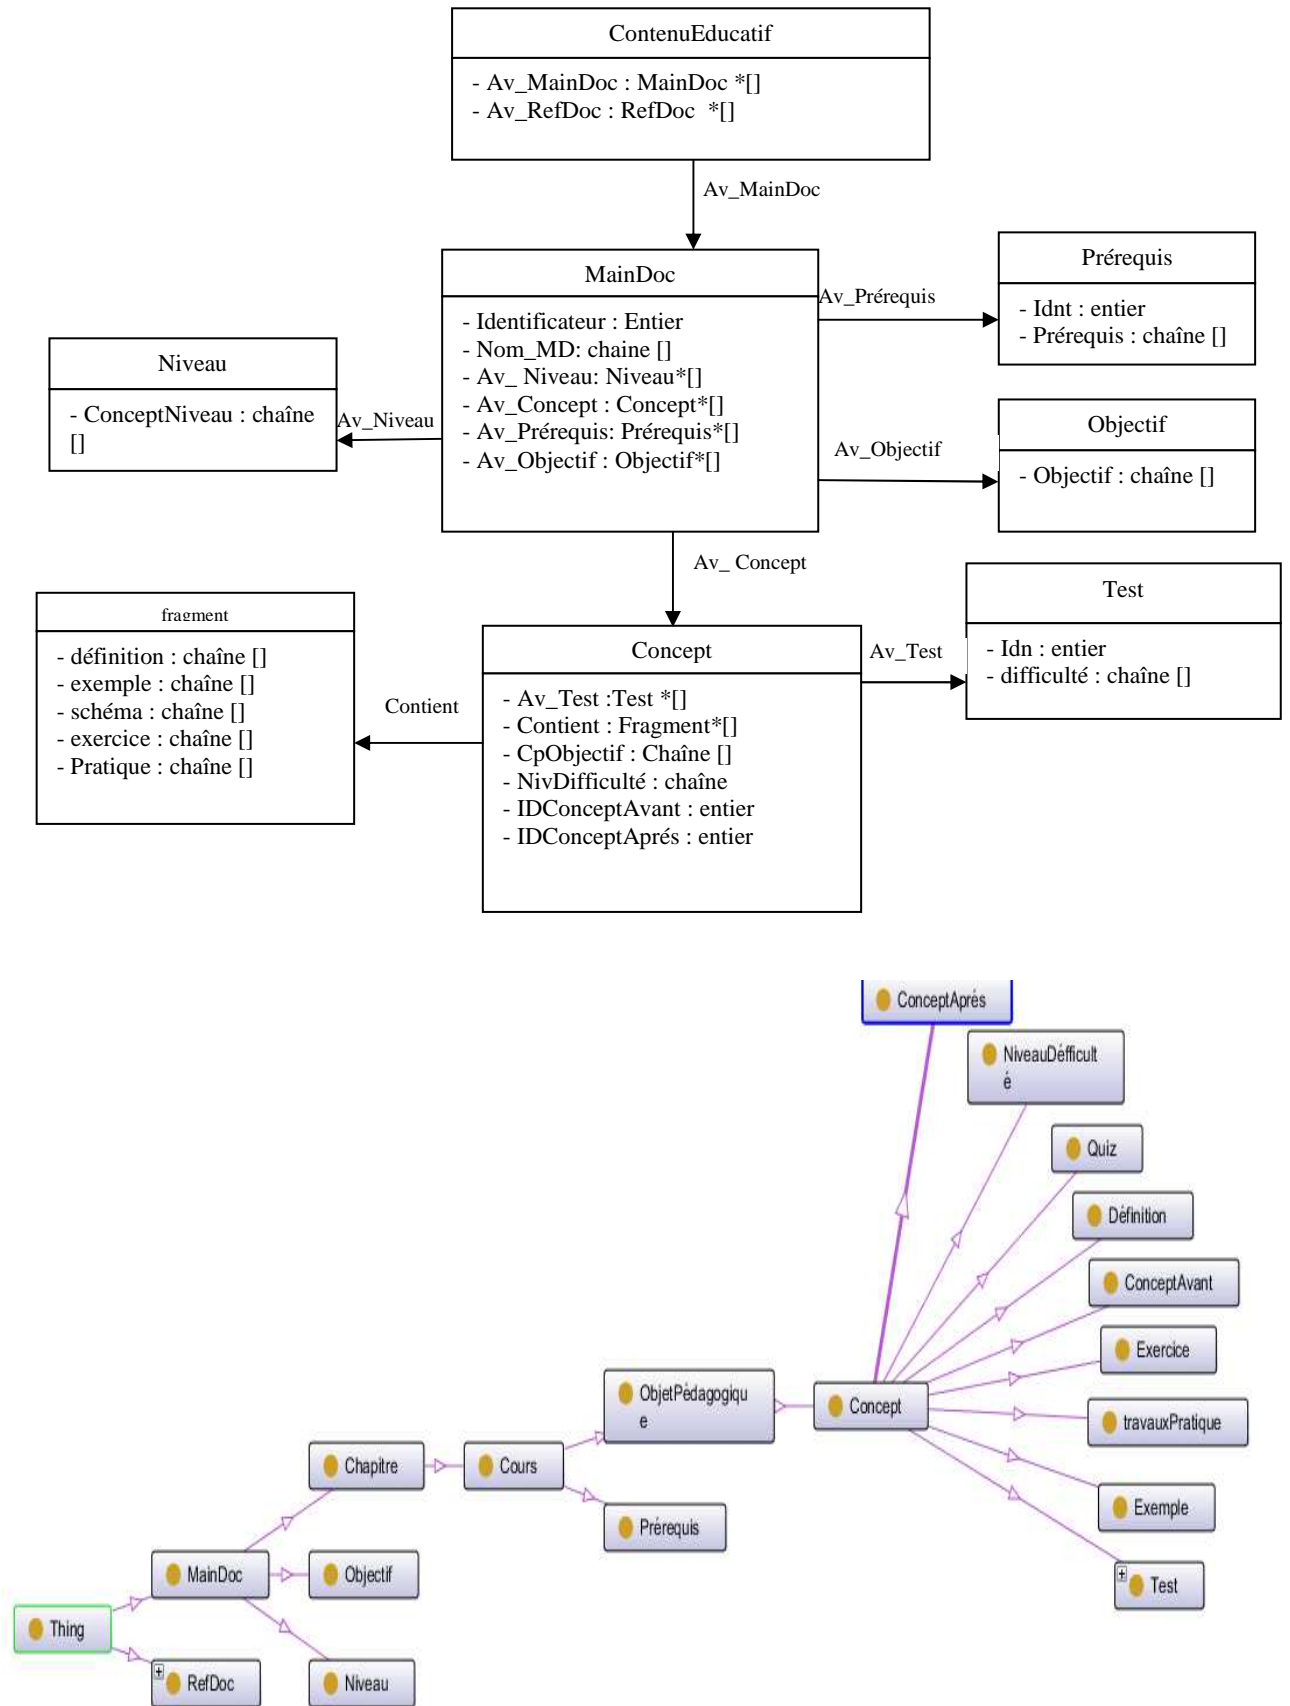 ContenuEducatif
- Av_MainDoc : MainDoc *[]
- Av_RefDoc : RefDoc *[]
Av_MainDoc
MainDoc
- Identificateur : Entier
- Nom_MD: chaine []
- Av_ Niveau: Niveau*[]
- Av_Concept : Concept*[]
- Av_Prérequis: Prérequis*[]
- Av_Objectif : Objectif*[]
Av_Prérequis
Prérequis
- Idnt : entier
- Prérequis : chaîne []
Niveau
- ConceptNiveau : chaîne
[]
Av_Niveau
Av_Objectif
Objectif
- Objectif : chaîne []
Av_ Concept
fragment
- définition : chaîne []
- exemple : chaîne []
- schéma : chaîne []
- exercice : chaîne []
- Pratique : chaîne []
Contient
Concept
- Av_Test :Test *[]
- Contient : Fragment*[]
- CpObjectif : Chaîne []
- NivDifficulté : chaîne
- IDConceptAvant : entier
- IDConceptAprés : entier
Av_Test
Test
- Idn : entier
- difficulté : chaîne []
ConceptAprés
NiveauDéfficult
é
Quiz
Définition
ConceptAvant
Exercice
travauxPratique
Exemple
Test
Concept
ObjetPédagogiqu
e
Prérequis
Cours
Chapitre
Objectif
Niveau
MainDoc
RefDoc
Thing